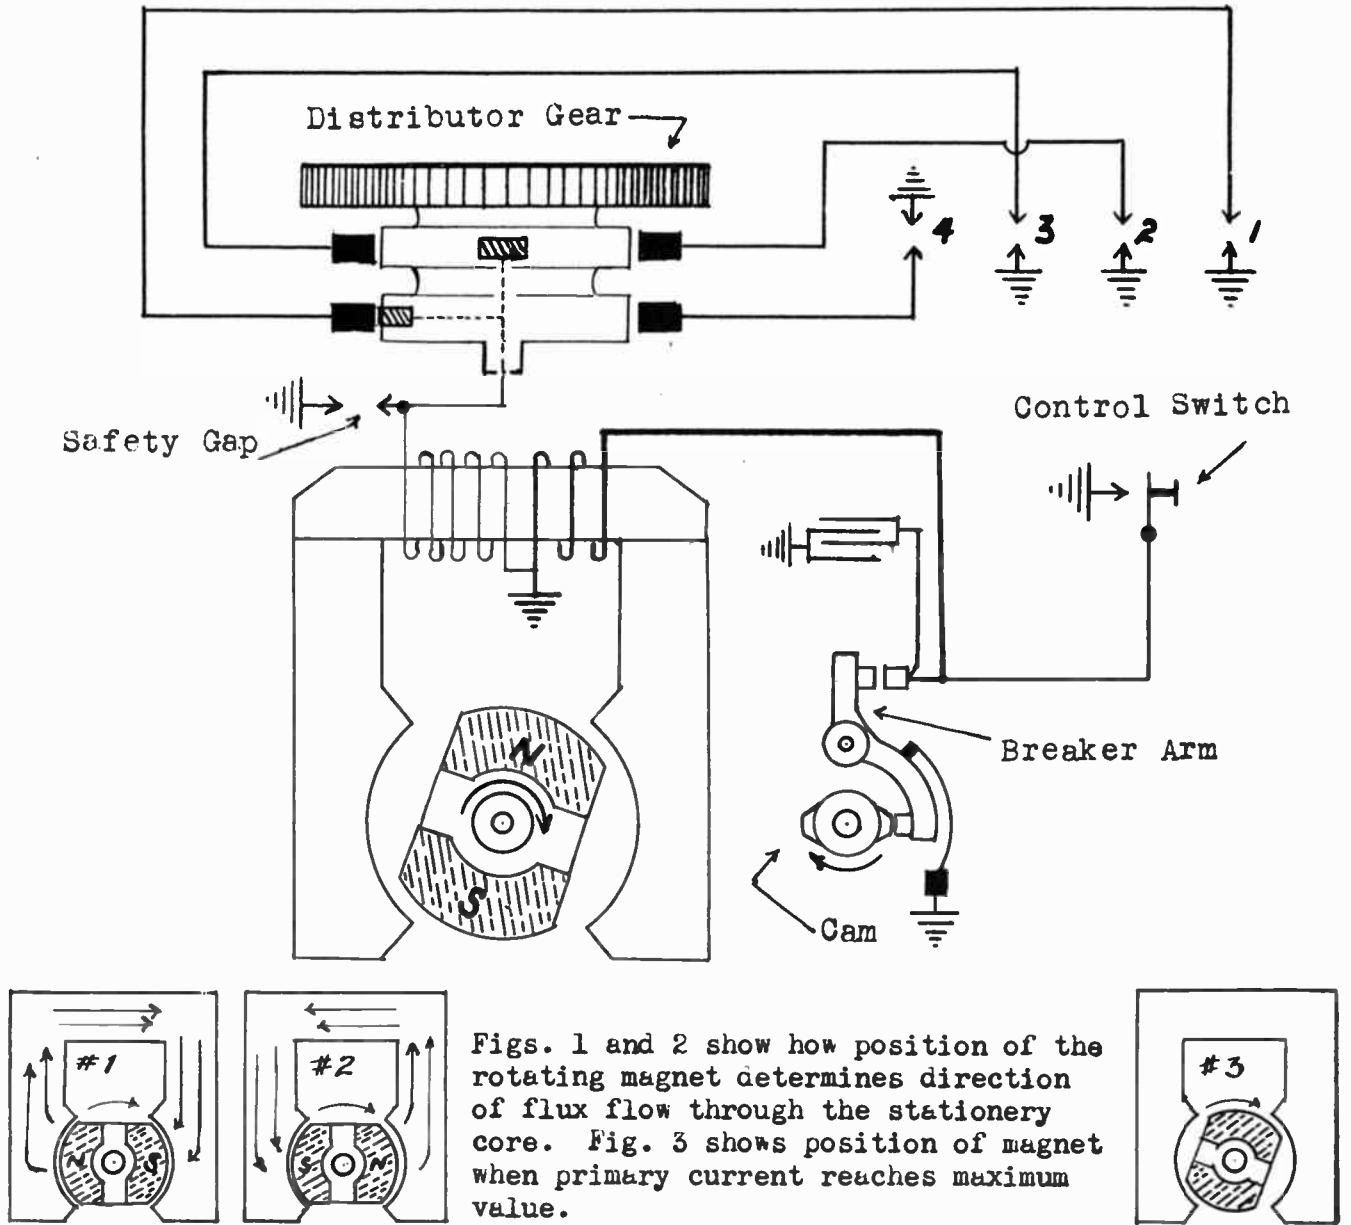 Distributor Gear
4 3 2 1
Safety Gap
Control Switch
N
S
Breaker Arm
Cam
#1
N S
#2
S N
Figs. 1 and 2 show how position of the
rotating magnet determines direction
of flux flow through the stationery
core. Fig. 3 shows position of magnet
when primary current reaches maximum
value.
#3